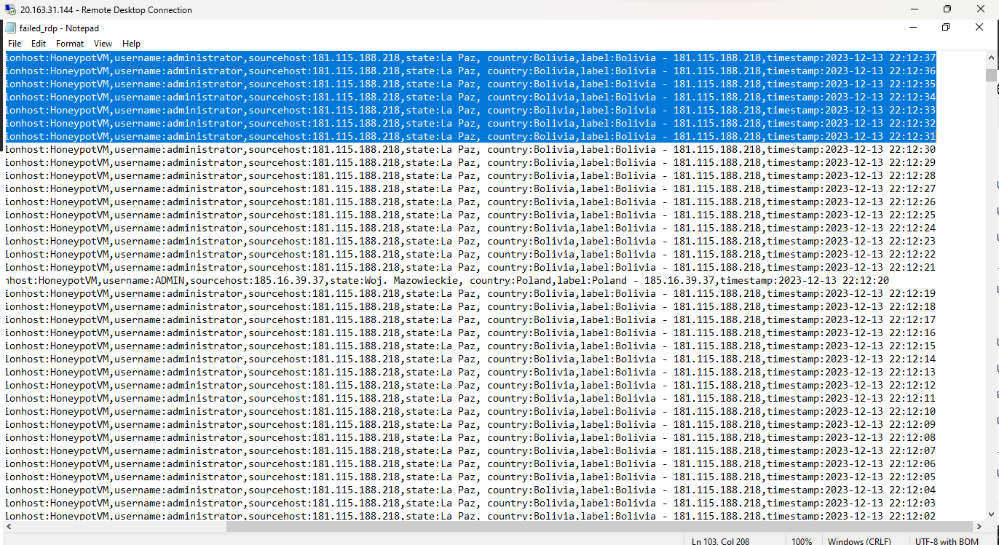 20.163.31.144 - Remote Desktop Connection
failed_rdp - Notepad
File Edit Format View Help
ionhost:HoneypotVM,username:administrator,sourcehost:181.115.188.218,state:La Paz, country:Bolivia,label:Bolivia - 181.115.188.218,timestamp:2023-12-13 22:12:37
ionhost:HoneypotVM,username:administrator,sourcehost:181.115.188.218,state:La Paz, country:Bolivia,label:Bolivia - 181.115.188.218,timestamp:2023-12-13 22:12:36
ionhost:HoneypotVM,username:administrator,sourcehost:181.115.188.218,state:La Paz, country:Bolivia,label:Bolivia - 181.115.188.218,timestamp:2023-12-13 22:12:35
ionhost:HoneypotVM,username:administrator,sourcehost:181.115.188.218,state:La Paz, country:Bolivia,label:Bolivia - 181.115.188.218,timestamp:2023-12-13 22:12:34
ionhost:HoneypotVM,username:administrator,sourcehost:181.115.188.218,state:La Paz, country:Bolivia,label:Bolivia - 181.115.188.218,timestamp:2023-12-13 22:12:33
ionhost:HoneypotVM,username:administrator,sourcehost:181.115.188.218,state:La Paz, country:Bolivia,label:Bolivia - 181.115.188.218,timestamp:2023-12-13 22:12:32
ionhost:HoneypotVM,username:administrator,sourcehost:181.115.188.218,state:La Paz, country:Bolivia,label:Bolivia - 181.115.188.218,timestamp:2023-12-13 22:12:31
ionhost:HoneypotVM,username:administrator,sourcehost:181.115.188.218,state:La Paz, country:Bolivia,label:Bolivia - 181.115.188.218,timestamp:2023-12-13 22:12:30
ionhost:HoneypotVM,username:administrator,sourcehost:181.115.188.218,state:La Paz, country:Bolivia,label:Bolivia - 181.115.188.218,timestamp:2023-12-13 22:12:29
ionhost:HoneypotVM,username:administrator,sourcehost:181.115.188.218,state:La Paz, country:Bolivia,label:Bolivia - 181.115.188.218,timestamp:2023-12-13 22:12:28
ionhost:HoneypotVM,username:administrator,sourcehost:181.115.188.218,state:La Paz, country:Bolivia,label:Bolivia - 181.115.188.218,timestamp:2023-12-13 22:12:27
ionhost:HoneypotVM,username:administrator,sourcehost:181.115.188.218,state:La Paz, country:Bolivia,label:Bolivia - 181.115.188.218,timestamp:2023-12-13 22:12:26
ionhost:HoneypotVM,username:administrator,sourcehost:181.115.188.218,state:La Paz, country:Bolivia,label:Bolivia - 181.115.188.218,timestamp:2023-12-13 22:12:25
ionhost:HoneypotVM,username:administrator,sourcehost:181.115.188.218,state:La Paz, country:Bolivia,label:Bolivia - 181.115.188.218,timestamp:2023-12-13 22:12:24
ionhost:HoneypotVM,username:administrator,sourcehost:181.115.188.218,state:La Paz, country:Bolivia,label:Bolivia - 181.115.188.218,timestamp:2023-12-13 22:12:23
ionhost:HoneypotVM,username:administrator,sourcehost:181.115.188.218,state:La Paz, country:Bolivia,label:Bolivia - 181.115.188.218,timestamp:2023-12-13 22:12:22
ionhost:HoneypotVM,username:administrator,sourcehost:181.115.188.218,state:La Paz, country:Bolivia,label:Bolivia - 181.115.188.218,timestamp:2023-12-13 22:12:21
nhost:HoneypotVM,username:ADMIN,sourcehost:185.16.39.37,state:Woj. Mazowieckie, country:Poland,label:Poland - 185.16.39.37,timestamp:2023-12-13 22:12:20
ionhost:HoneypotVM,username:administrator,sourcehost:181.115.188.218,state:La Paz, country:Bolivia,label:Bolivia - 181.115.188.218,timestamp:2023-12-13 22:12:19
ionhost:HoneypotVM,username:administrator,sourcehost:181.115.188.218,state:La Paz, country:Bolivia,label:Bolivia - 181.115.188.218,timestamp:2023-12-13 22:12:18
ionhost:HoneypotVM,username:administrator,sourcehost:181.115.188.218,state:La Paz, country:Bolivia,label:Bolivia - 181.115.188.218,timestamp:2023-12-13 22:12:17
ionhost:HoneypotVM,username:administrator,sourcehost:181.115.188.218,state:La Paz, country:Bolivia,label:Bolivia - 181.115.188.218,timestamp:2023-12-13 22:12:16
ionhost:HoneypotVM,username:administrator,sourcehost:181.115.188.218,state:La Paz, country:Bolivia,label:Bolivia - 181.115.188.218,timestamp:2023-12-13 22:12:15
ionhost:HoneypotVM,username:administrator,sourcehost:181.115.188.218,state:La Paz, country:Bolivia,label:Bolivia - 181.115.188.218,timestamp:2023-12-13 22:12:14
ionhost:HoneypotVM,username:administrator,sourcehost:181.115.188.218,state:La Paz, country:Bolivia,label:Bolivia - 181.115.188.218,timestamp:2023-12-13 22:12:13
ionhost:HoneypotVM,username:administrator,sourcehost:181.115.188.218,state:La Paz, country:Bolivia,label:Bolivia - 181.115.188.218,timestamp:2023-12-13 22:12:12
ionhost:HoneypotVM,username:administrator,sourcehost:181.115.188.218,state:La Paz, country:Bolivia,label:Bolivia - 181.115.188.218,timestamp:2023-12-13 22:12:11
ionhost:HoneypotVM,username:administrator,sourcehost:181.115.188.218,state:La Paz, country:Bolivia,label:Bolivia - 181.115.188.218,timestamp:2023-12-13 22:12:10
ionhost:HoneypotVM,username:administrator,sourcehost:181.115.188.218,state:La Paz, country:Bolivia,label:Bolivia - 181.115.188.218,timestamp:2023-12-13 22:12:09
ionhost:HoneypotVM,username:administrator,sourcehost:181.115.188.218,state:La Paz, country:Bolivia,label:Bolivia - 181.115.188.218,timestamp:2023-12-13 22:12:08
ionhost:HoneypotVM,username:administrator,sourcehost:181.115.188.218,state:La Paz, country:Bolivia,label:Bolivia - 181.115.188.218,timestamp:2023-12-13 22:12:07
ionhost:HoneypotVM,username:administrator,sourcehost:181.115.188.218,state:La Paz, country:Bolivia,label:Bolivia - 181.115.188.218,timestamp:2023-12-13 22:12:06
ionhost:HoneypotVM,username:administrator,sourcehost:181.115.188.218,state:La Paz, country:Bolivia,label:Bolivia - 181.115.188.218,timestamp:2023-12-13 22:12:05
ionhost:HoneypotVM,username:administrator,sourcehost:181.115.188.218,state:La Paz, country:Bolivia,label:Bolivia - 181.115.188.218,timestamp:2023-12-13 22:12:04
ionhost:HoneypotVM,username:administrator,sourcehost:181.115.188.218,state:La Paz, country:Bolivia,label:Bolivia - 181.115.188.218,timestamp:2023-12-13 22:12:03
ionhost:HoneypotVM,username:administrator,sourcehost:181.115.188.218,state:La Paz, country:Bolivia,label:Bolivia - 181.115.188.218,timestamp:2023-12-13 22:12:02
Ln 103, Col 208 100% Windows (CRLF) UTF-8 with BOM